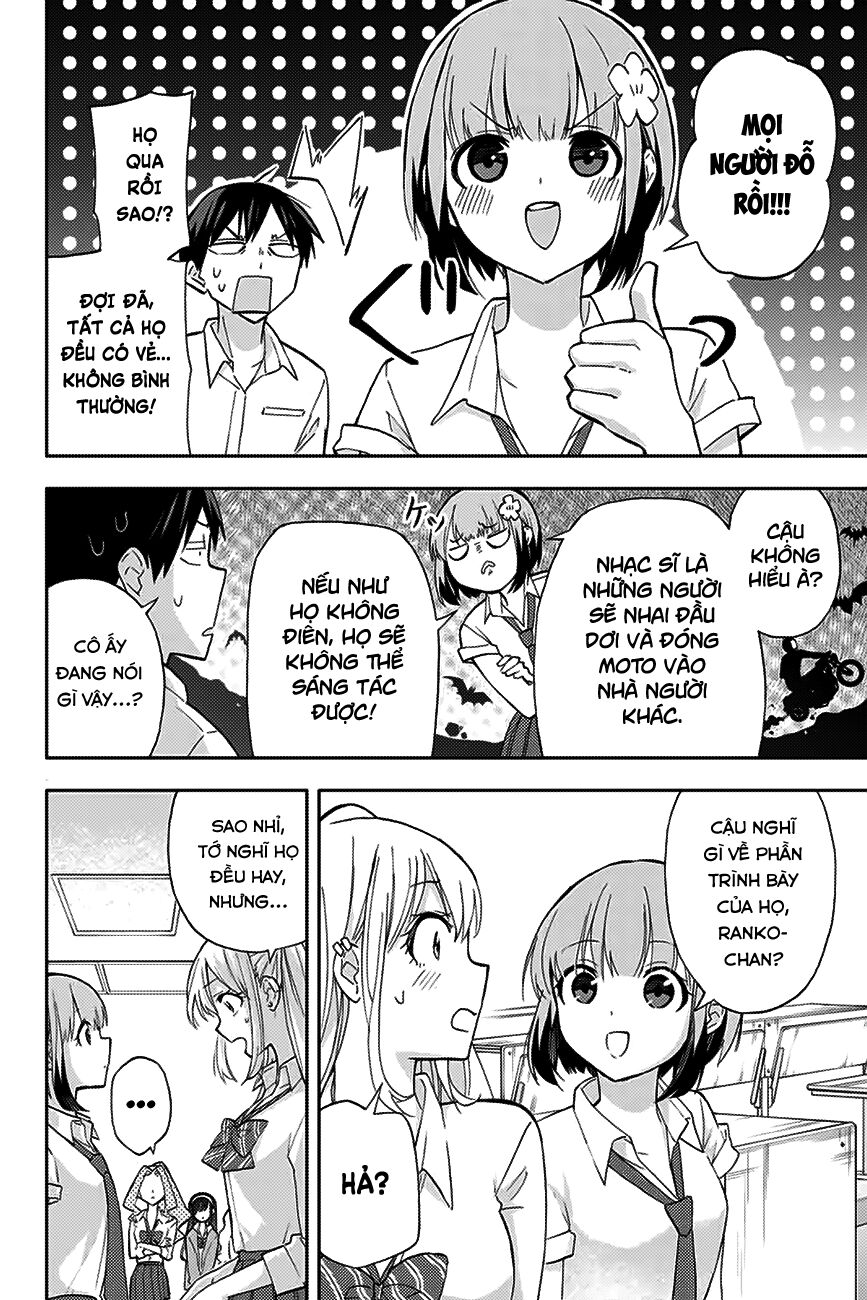 MỌI
NGƯỜI ĐỖ
RỒI!!!
グッ
HỌ
QUA
RỒI
SAO!?
ĐỢI ĐÃ,
TẤT CẢ HỌ
ĐỀU CÓ VẺ...
KHÔNG BÌNH
THƯỜNG!
CẬU
KHÔNG
HIỂU À?
NHẠC SĨ LÀ
NHỮNG NGƯỜI
SẼ NHAI ĐẦU
DƠI VÀ ĐÓNG
MOTO VÀO
NHÀ NGƯỜI
KHÁC.
ケッ
NẾU NHƯ
HỌ KHÔNG
ĐIÊN, HỌ SẼ
KHÔNG THỂ
SÁNG TÁC
ĐƯỢC!
CÔ ẤY
ĐANG NÓI
GÌ VẬY...?
CẬU NGHĨ
GÌ VỀ PHẦN
TRÌNH BÀY
CỦA HỌ,
RANKO-
CHAN?
HẢ?
SAO NHỈ,
TỚ NGHĨ HỌ
ĐỀU HAY,
NHƯNG...
...